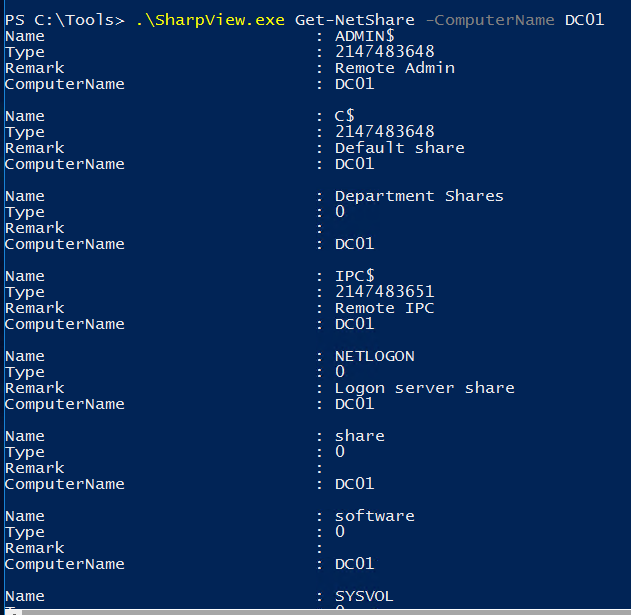 PS C:\Tools> .\SharpView.exe Get-NetShare -ComputerName DC01
Name : ADMIN$
Type : 2147483648
Remark : Remote Admin
ComputerName : DC01
Name : C$
Type : 2147483648
Remark : Default share
ComputerName : DC01
Name : Department Shares
Type : 0
Remark :
ComputerName : DC01
Name : IPC$
Type : 2147483651
Remark : Remote IPC
ComputerName : DC01
Name : NETLOGON
Type : 0
Remark : Logon server share
ComputerName : DC01
Name : share
Type : 0
Remark :
ComputerName : DC01
Name : software
Type : 0
Remark :
ComputerName : DC01
Name : SYSVOL